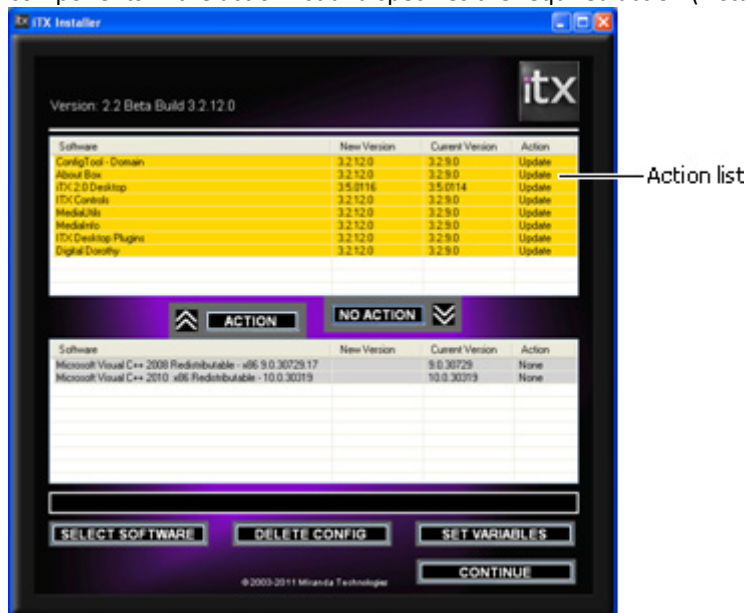 iTX Installer
itx
Version: 2.2 Beta Build 3.2.12.0
Software New Version Current Version Action
ConfigTool - Domain 3.2.12.0 3.2.9.0 Update
About Box 3.2.12.0 3.2.9.0 Update
iTX 2.0 Desktop 3.5.0116 3.5.0114 Update
ITX Controls 3.2.12.0 3.2.9.0 Update
MediaUtils 3.2.12.0 3.2.9.0 Update
MediaInfo 3.2.12.0 3.2.9.0 Update
ITX Desktop Plugins 3.2.12.0 3.2.9.0 Update
Digital Dorothy 3.2.12.0 3.2.9.0 Update
Action list
ACTION NO ACTION
Software New Version Current Version Action
Microsoft Visual C++ 2008 Redistributable - x86 9.0.30729.17 9.0.30729 None
Microsoft Visual C++ 2010 x86 Redistributable - 10.0.30319 10.0.30319 None
SELECT SOFTWARE DELETE CONFIG SET VARIABLES
CONTINUE
©2003-2011 Miranda Technologies